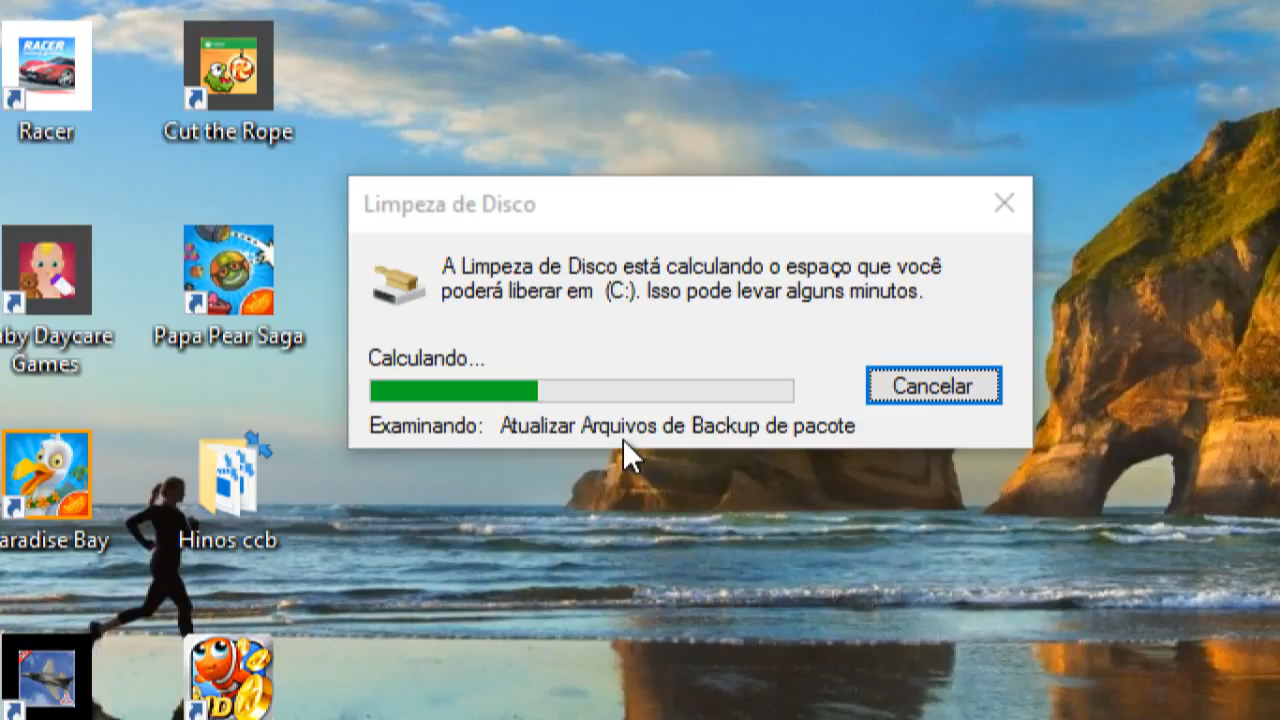 RACER
Racer
Cut the Rope
Limpeza de Disco
A Limpeza de Disco está calculando o espaço que você
poderá liberar em (C:). Isso pode levar alguns minutos.
Calculando...
Cancelar
Examinando: Atualizar Arquivos de Backup de pacote
aby Daycare
Games
Papa Pear Saga
aradise Bay
Hinos ccb